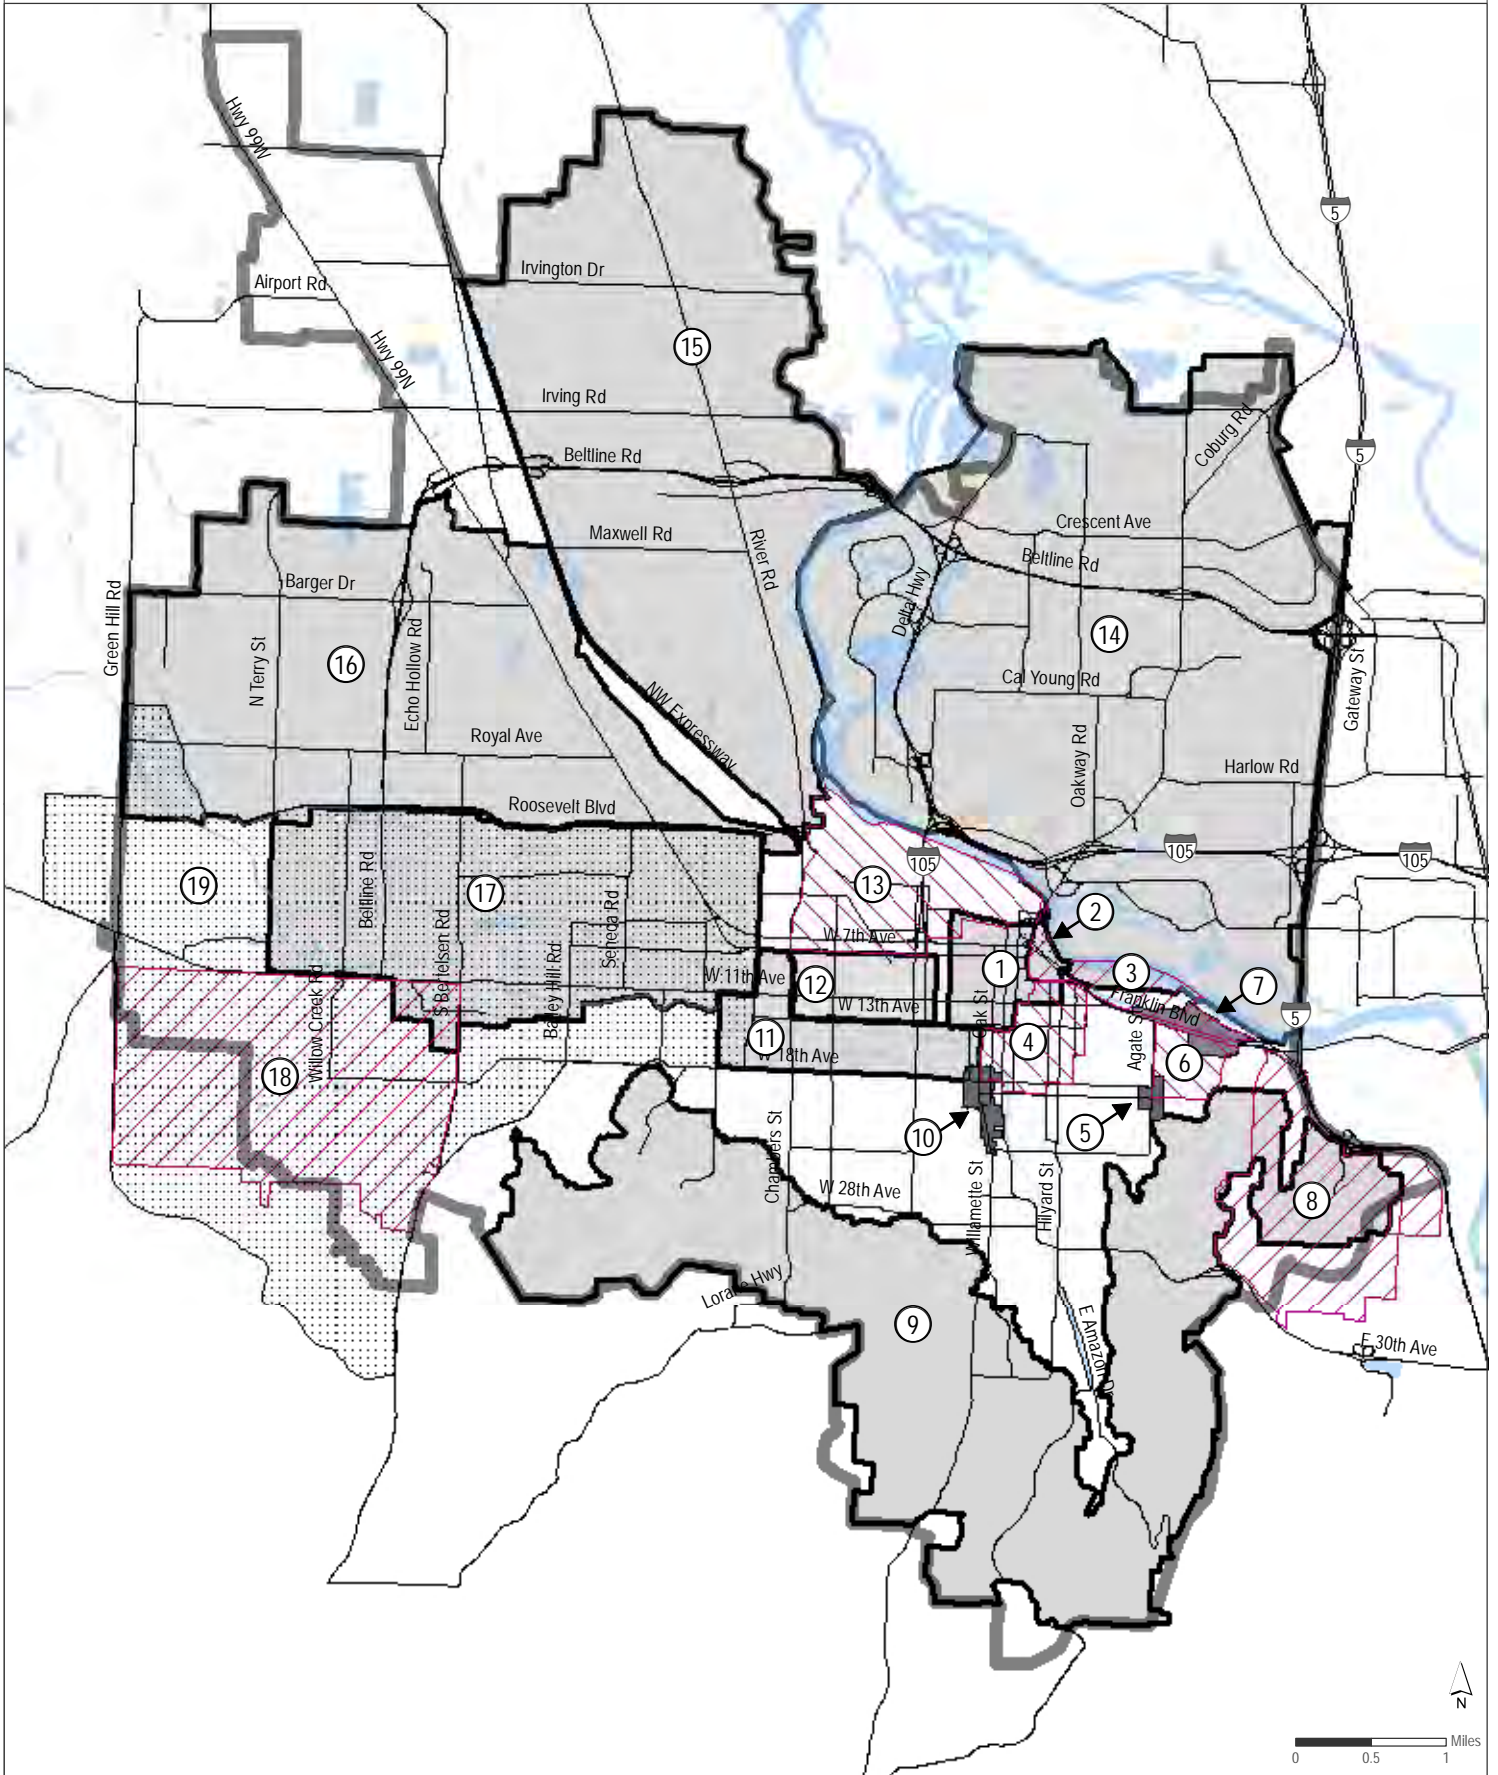 Hwy 99W
5
Airport Rd
Irvington Dr
Hwy 99N
15
Irving Rd
Coburg Rd
5
Beltline Rd
Maxwell Rd
River Rd
Crescent Ave
Beltline Rd
Barger Dr
Green Hill Rd
Delta Hwy
14
N Terry St
16
Echo Hollow Rd
Cal Young Rd
Gateway St
NW Expressway
Royal Ave
Oakway Rd
Harlow Rd
Roosevelt Blvd
105
105
105
19
13
17
Beltline Rd
Seneca Rd
2
S Bertelsen Rd
W 7th Ave
1
3
W 11th Ave
12
7
Bailey Hill Rd
W 13th Ave
Oak St
Franklin Blvd
5
Willow Creek Rd
11
4
Agate St
W 18th Ave
6
18
10
5
Chambers St
W 28th Ave
Willamette St
Hilyard St
8
Lorane Hwy
9
E Amazon Dr
E 30th Ave
N
Miles
0 0.5 1